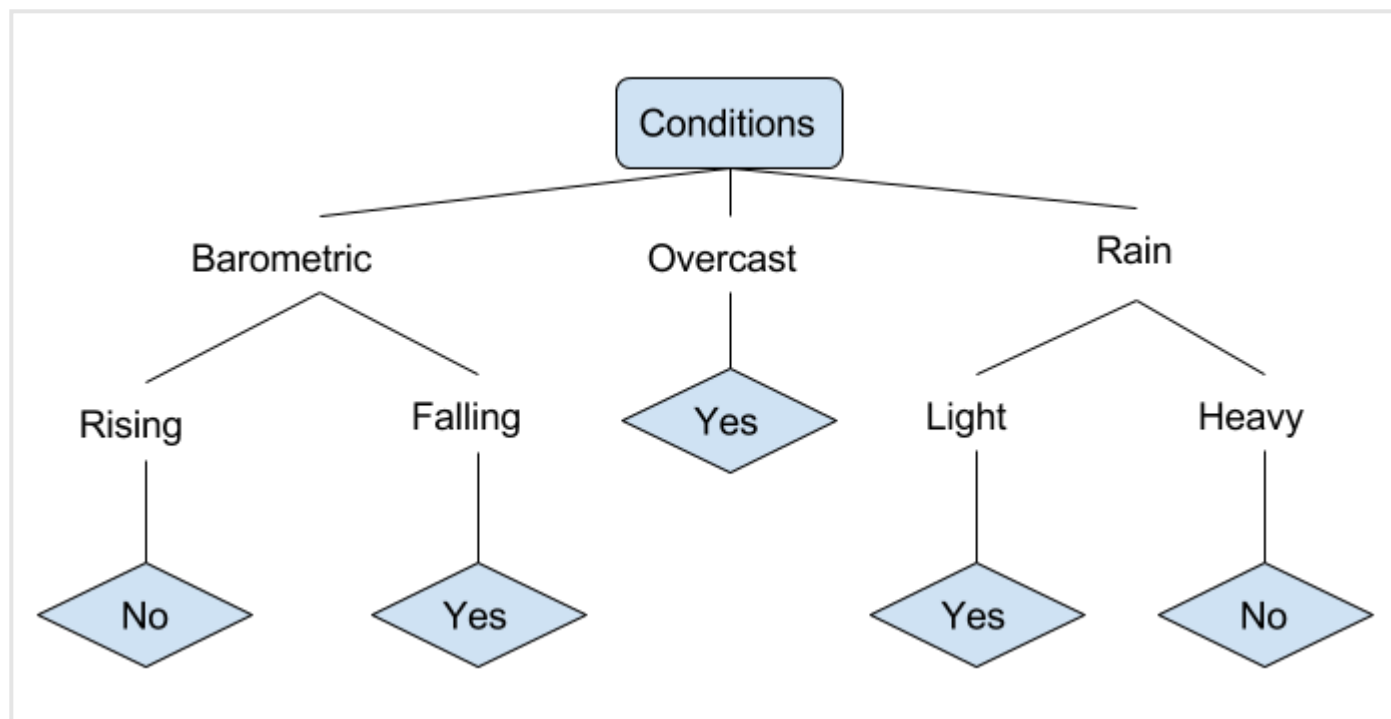 Conditions
Barometric
Overcast
Rain
Rising
Falling
Yes
Light
Heavy
No
Yes
Yes
No